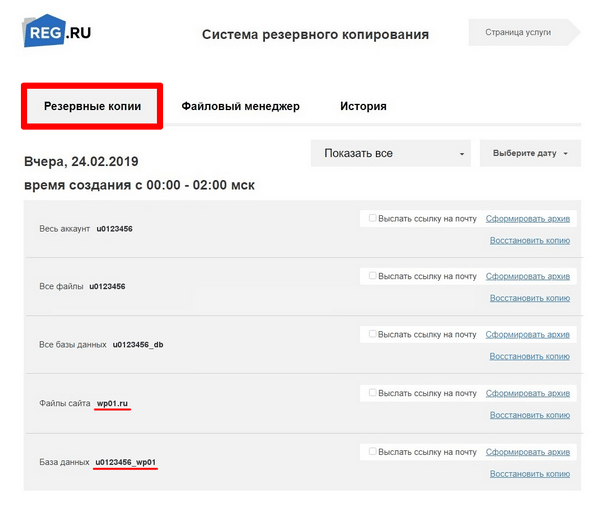 REG.RU
Система резервного копирования
Страница услуги
Резервные копии Файловый менеджер История
Показать все
Выберите дату
Вчера, 24.02.2019
время создания с 00:00 - 02:00 мск
Весь аккаунт u0123456
Выслать ссылку на почту Сформировать архив
Восстановить копию
Все файлы u0123456
Выслать ссылку на почту Сформировать архив
Восстановить копию
Все базы данных u0123456_db
Выслать ссылку на почту Сформировать архив
Восстановить копию
Файлы сайта wp01.ru
Выслать ссылку на почту Сформировать архив
Восстановить копию
База данных u0123456_wp01
Выслать ссылку на почту Сформировать архив
Восстановить копию